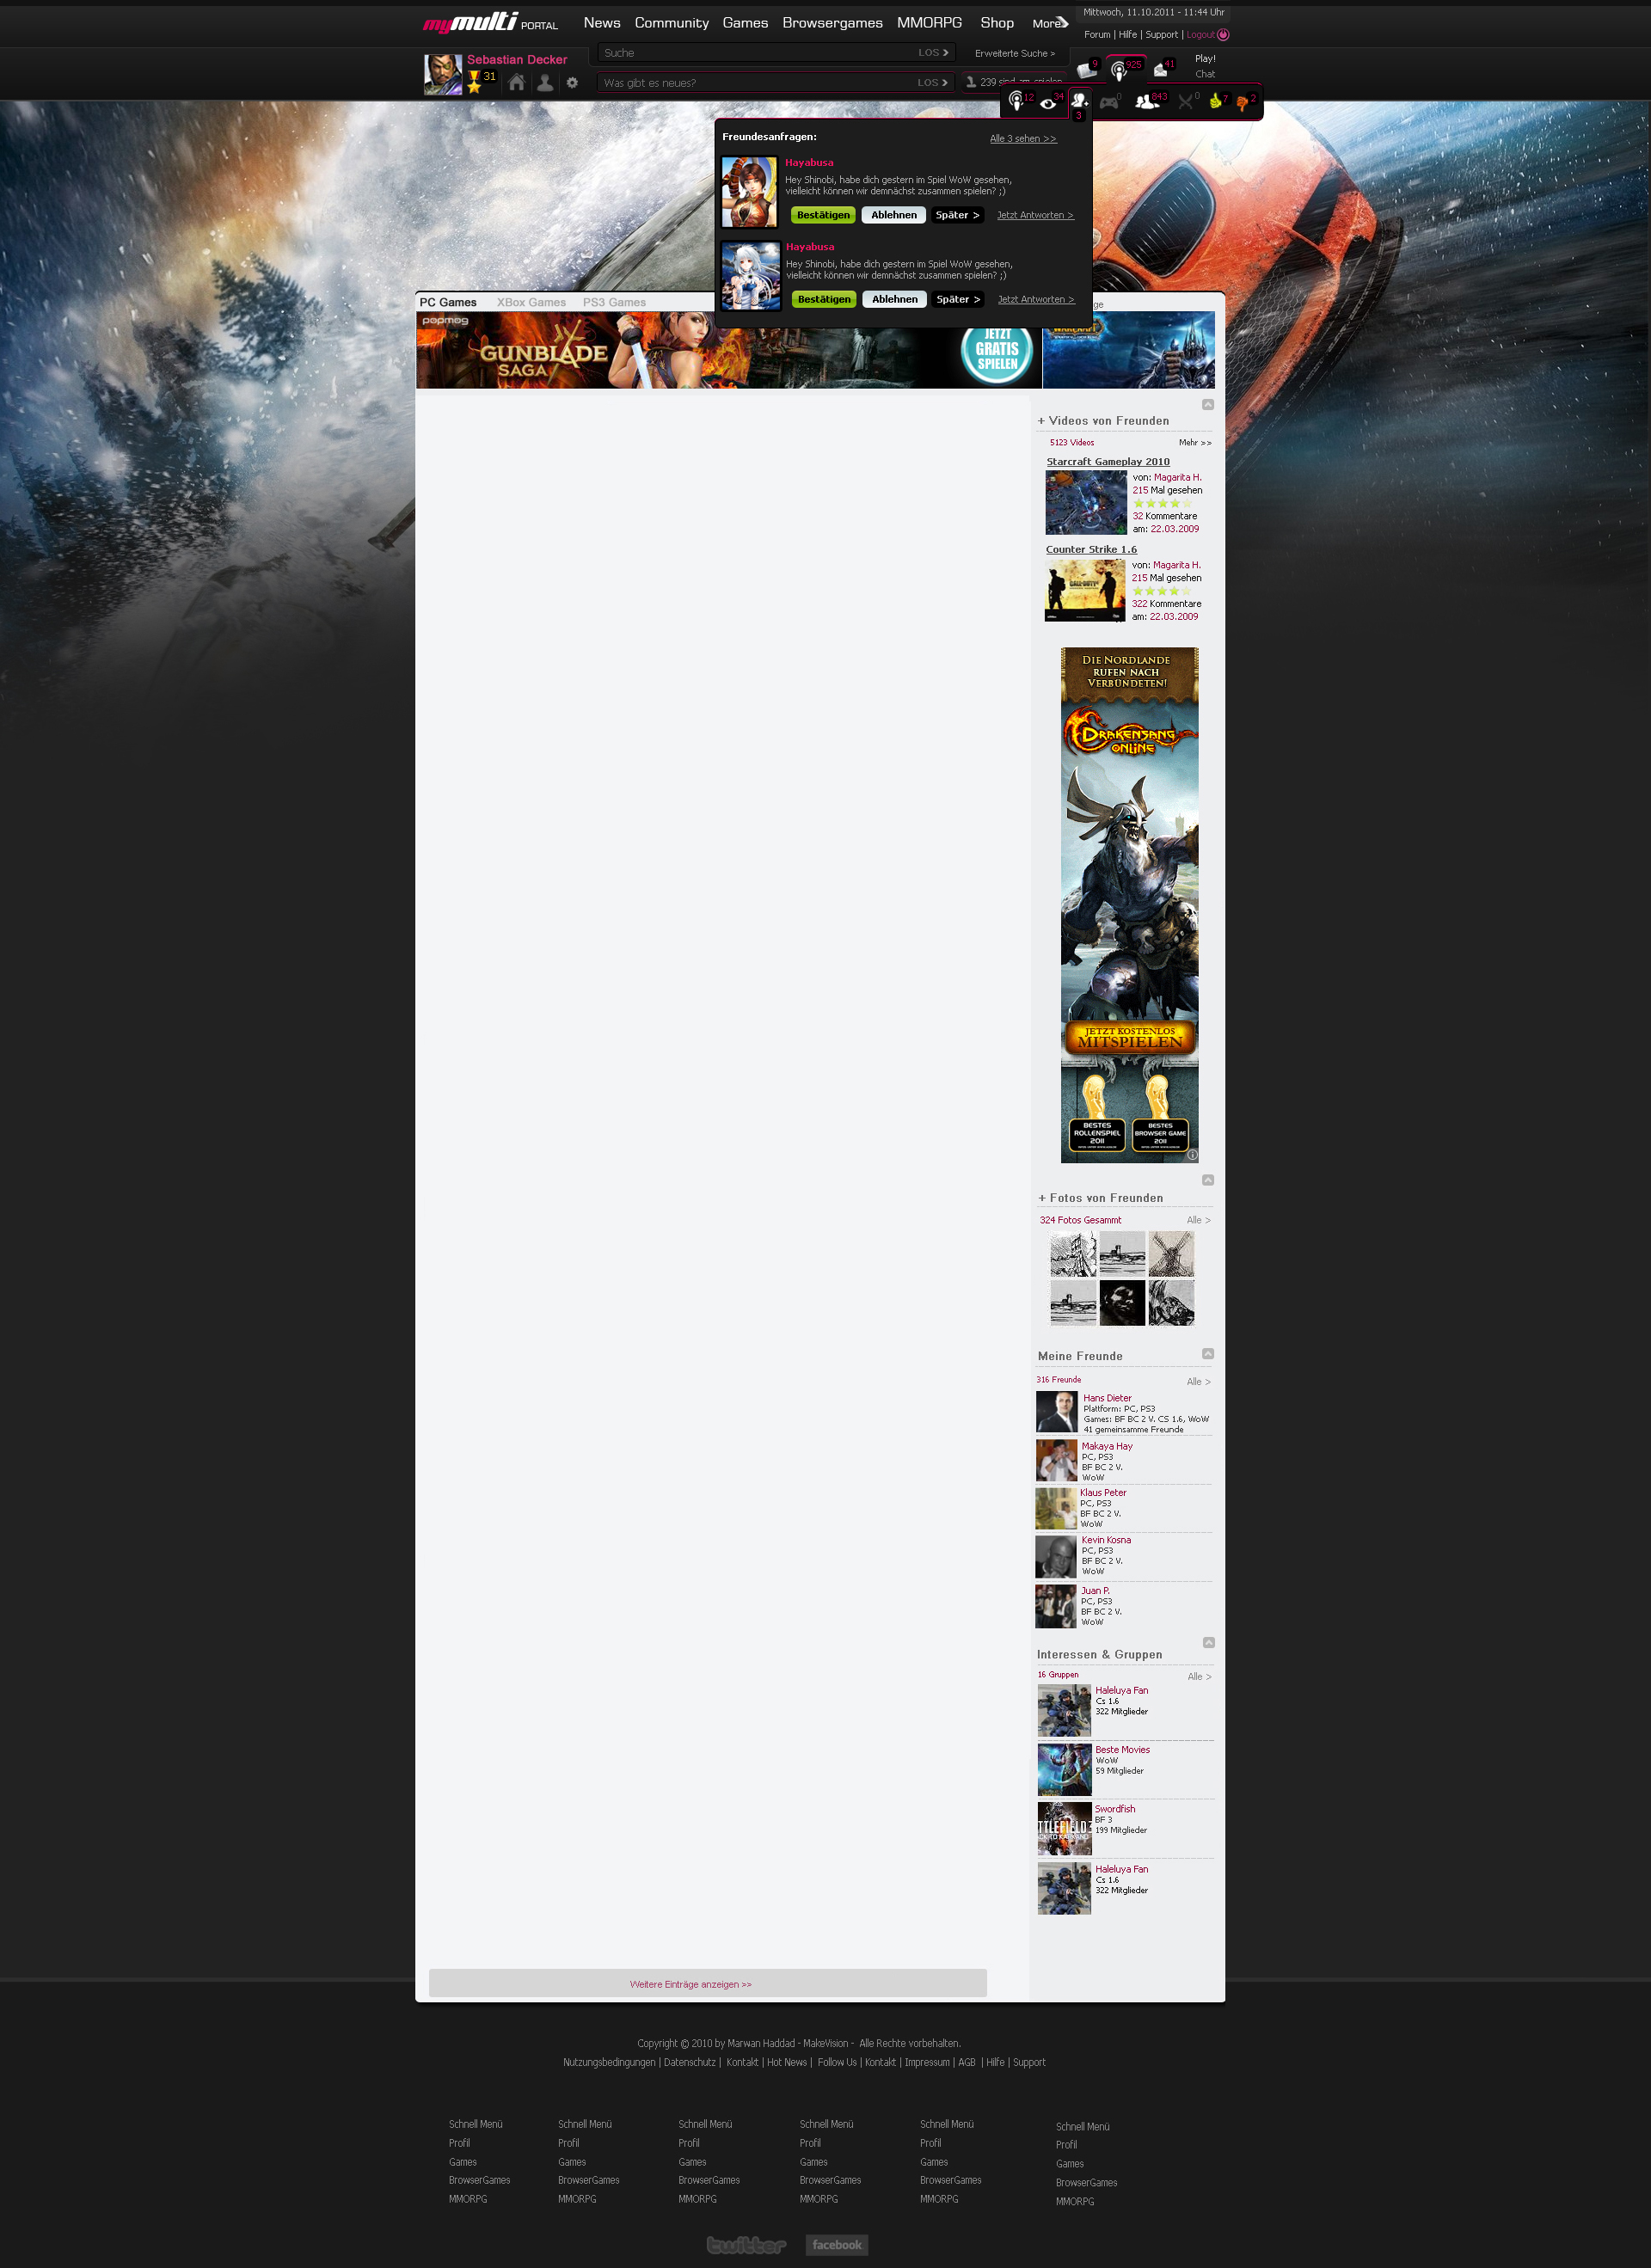 mymulti PORTAL
News Community Games Browsergames MMORPG Shop More
Mittwoch, 11.10.2011 - 11:44 Uhr
Forum | Hilfe | Support | Logout
Suche LOS
Erweiterte Suche >
Sebastian Decker
31
Was gibt es neues? LOS
239 sind am spielen
9 925 41
Play!
Chat
12 34 3 0 843 0 7 2
Freundesanfragen: Alle 3 sehen >>
Hayabusa
Hey Shinobi, habe dich gestern im Spiel WoW gesehen,
vielleicht können wir demnächst zusammen spielen? ;)
Bestätigen Ablehnen Später > Jetzt Antworten >
Hayabusa
Hey Shinobi, habe dich gestern im Spiel WoW gesehen,
vielleicht können wir demnächst zusammen spielen? ;)
Bestätigen Ablehnen Später > Jetzt Antworten >
PC Games XBox Games PS3 Games
ge
popmog
GUNBLADE
SAGA
JETZT
GRATIS
SPIELEN
WARCRAFT
+ Videos von Freunden
5123 Videos Mehr >>
Starcraft Gameplay 2010
von: Magarita H.
215 Mal gesehen
32 Kommentare
am: 22.03.2009
Counter Strike 1.6
CALL OF DUTY
von: Magarita H.
215 Mal gesehen
322 Kommentare
am: 22.03.2009
DIE NORDLANDE
RUFEN NACH
VERBÜNDETEN!
DRAKENSANG
ONLINE
JETZT KOSTENLOS
MITSPIELEN
BESTES
ROLLENSPIEL
2011
BESTES
BROWSER GAME
2011
+ Fotos von Freunden
324 Fotos Gesammt Alle >
Meine Freunde
316 Freunde Alle >
Hans Dieter
Plattform: PC, PS3
Games: BF BC 2 V. CS 1.6, WoW
41 gemeinsame Freunde
Makaya Hay
PC, PS3
BF BC 2 V.
WoW
Klaus Peter
PC, PS3
BF BC 2 V.
WoW
Kevin Kosna
PC, PS3
BF BC 2 V.
WoW
Juan P.
PC, PS3
BF BC 2 V.
WoW
Interessen & Gruppen
16 Gruppen Alle >
Haleluya Fan
Cs 1.6
322 Mitglieder
Beste Movies
WoW
59 Mitglieder
Swordfish
BF 3
199 Mitglieder
TTLEFIELD 3
CK TO KARKAND
Haleluya Fan
Cs 1.6
322 Mitglieder
Weitere Einträge anzeigen >>
Copyright © 2010 by Marwan Haddad - MakeVision - Alle Rechte vorbehalten.
Nutzungsbedingungen | Datenschutz | Kontakt | Hot News | Follow Us | Kontakt | Impressum | AGB | Hilfe | Support
Schnell Menü Schnell Menü Schnell Menü Schnell Menü Schnell Menü Schnell Menü
Profil Profil Profil Profil Profil Profil
Games Games Games Games Games Games
BrowserGames BrowserGames BrowserGames BrowserGames BrowserGames BrowserGames
MMORPG MMORPG MMORPG MMORPG MMORPG MMORPG
twitter facebook